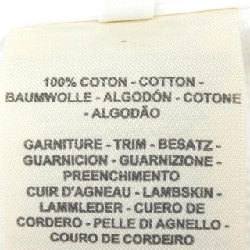 100% COTON - COTTON -
BAUMWOLLE - ALGODÓN - COTONE
- ALGODÃO
GARNITURE - TRIM - BESATZ -
GUARNICION - GUARNIZIONE -
PREENCHIMENTO
CUIR D'AGNEAU - LAMBSKIN -
LAMMLEDER - CUERO DE
CORDERO - PELLE DI AGNELLO -
COURO DE CORDEIRO